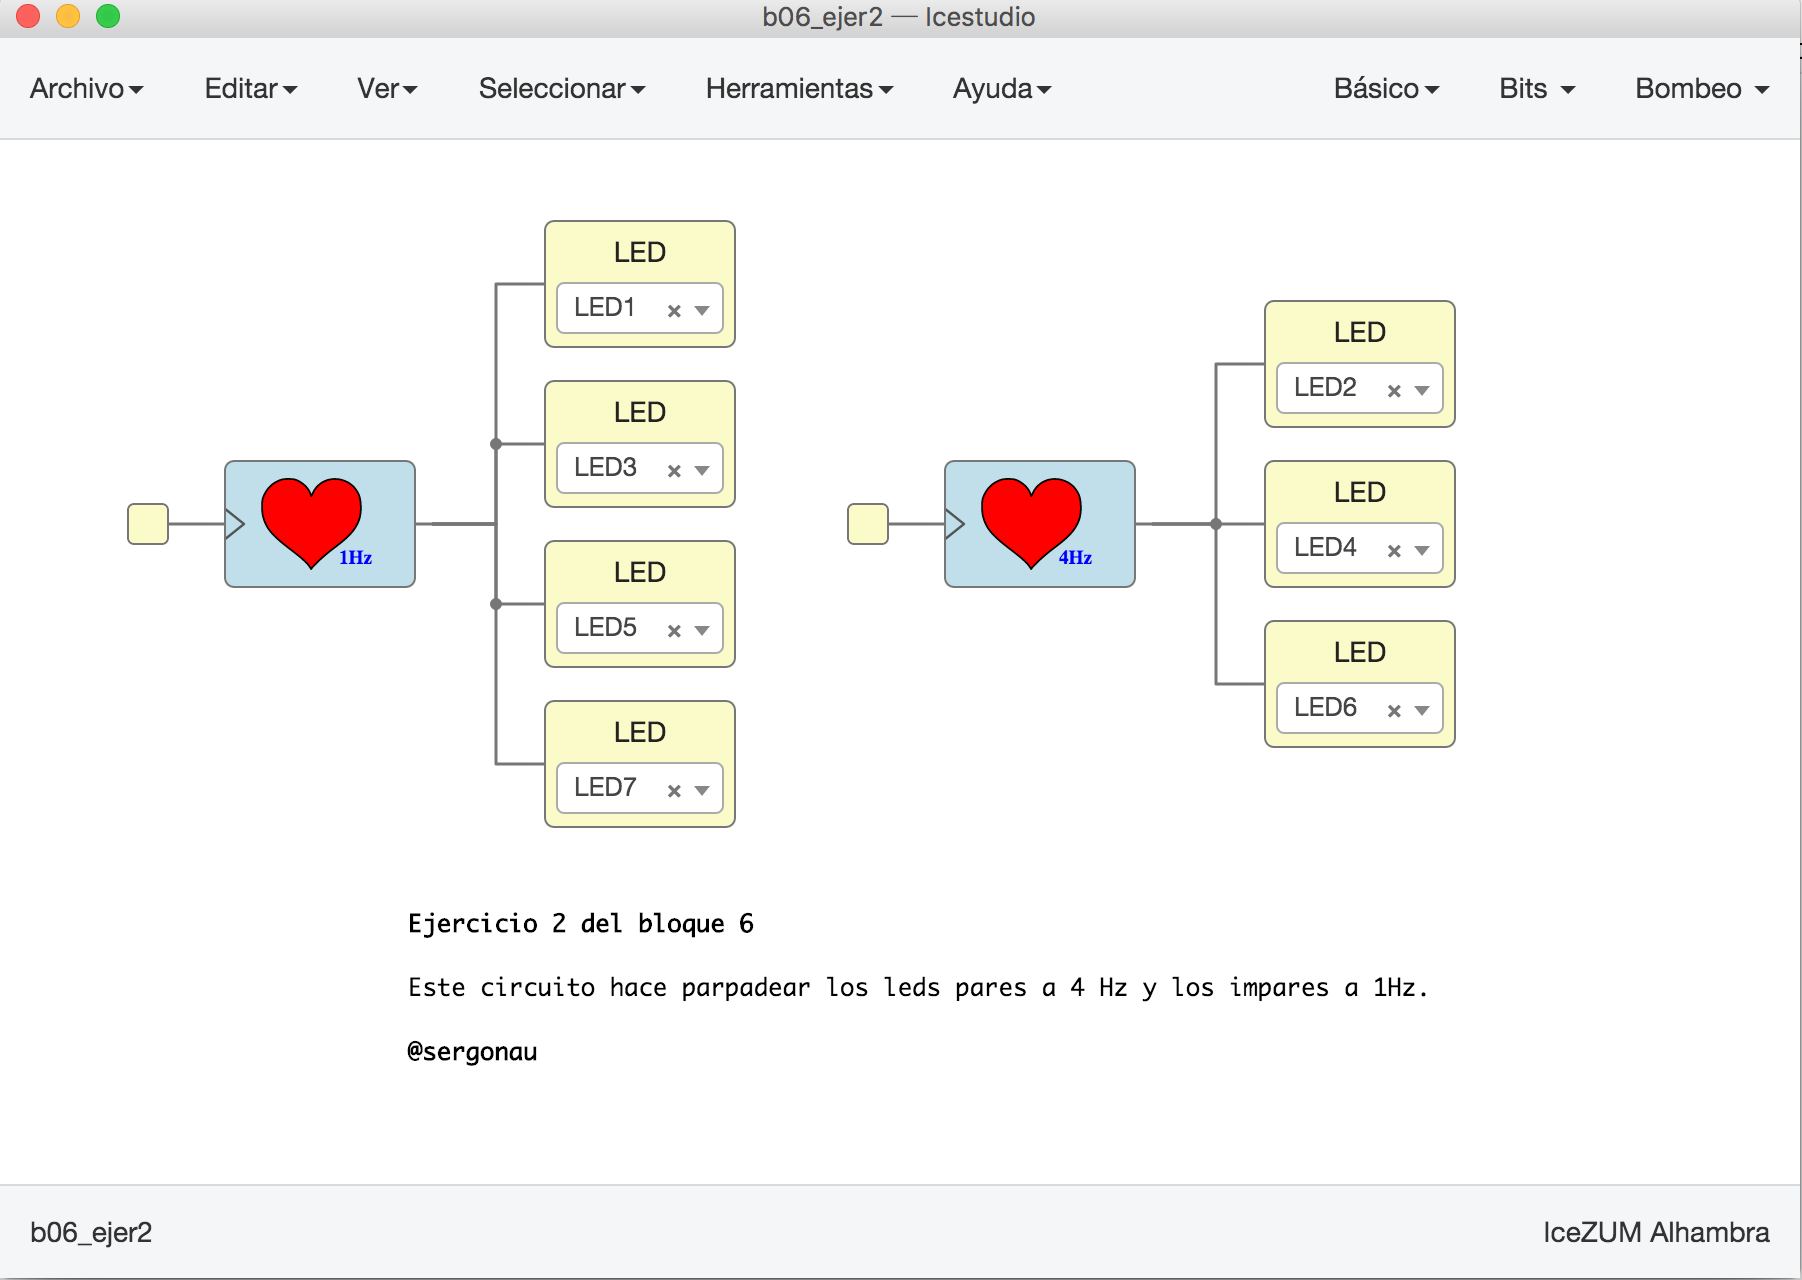 b06_ejer2 — Icestudio
Archivo Editar Ver Seleccionar Herramientas Ayuda Básico Bits Bombeo
LED
LED1
LED
LED3
LED
LED5
LED
LED7
1Hz
LED
LED2
LED
LED4
LED
LED6
4Hz
Ejercicio 2 del bloque 6
Este circuito hace parpadear los leds pares a 4 Hz y los impares a 1Hz.
@sergonau
b06_ejer2 IceZUM Alhambra